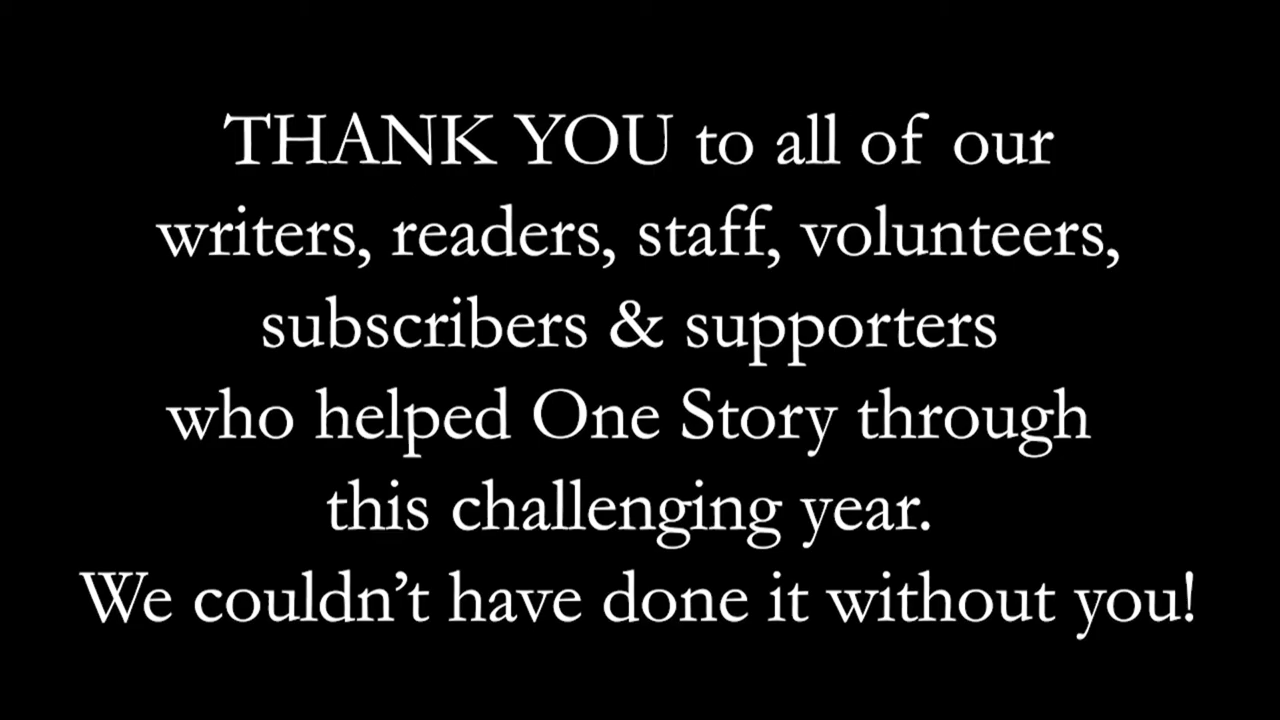 THANK YOU to all of our
writers, readers, staff, volunteers,
subscribers & supporters
who helped One Story through
this challenging year.
We couldn’t have done it without you!